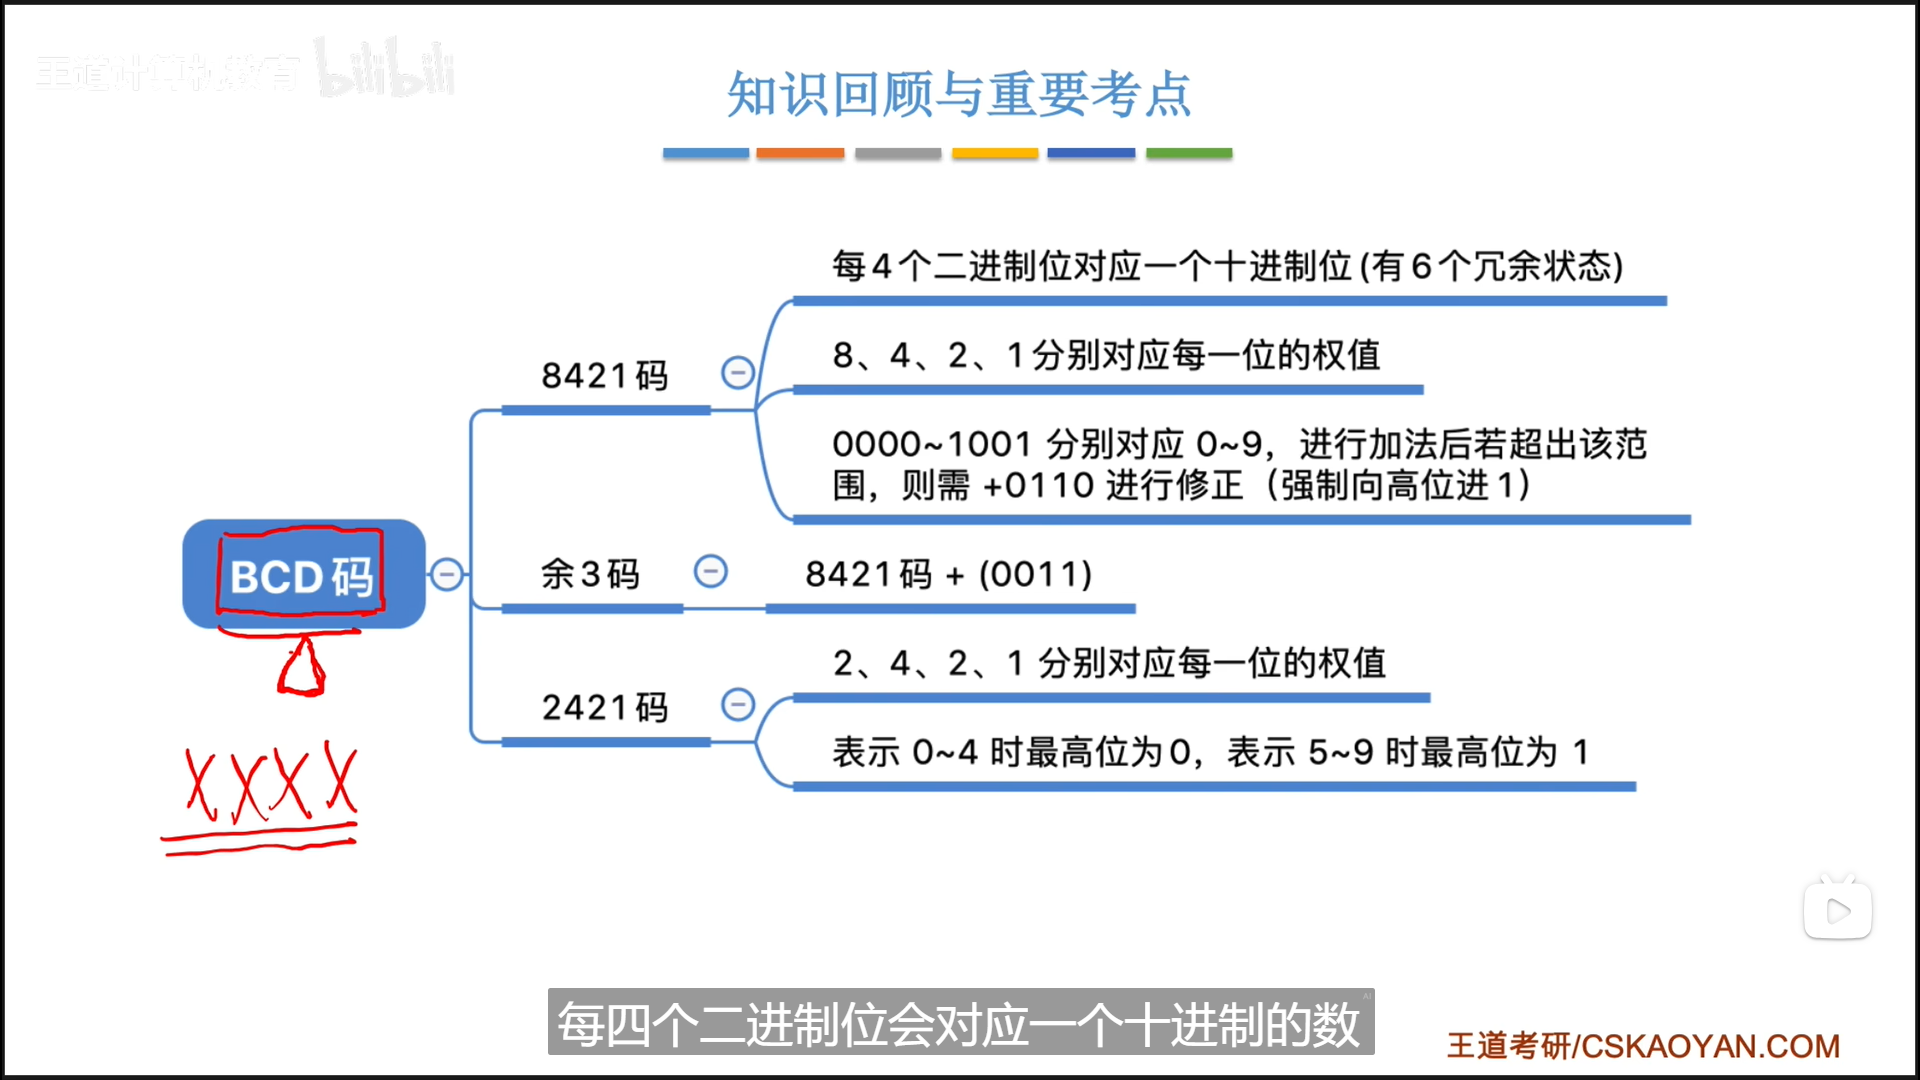 王道计算机教育 bilibili
知识回顾与重要考点
每4个二进制位对应一个十进制位(有6个冗余状态)
8、4、2、1分别对应每一位的权值
8421码
0000~1001 分别对应 0~9，进行加法后若超出该范
围，则需 +0110 进行修正（强制向高位进1）
BCD码
余3码
8421码 + (0011)
2、4、2、1 分别对应每一位的权值
2421码
表示 0~4 时最高位为0，表示 5~9 时最高位为 1
XXXX
每四个二进制位会对应一个十进制的数
AI
王道考研/CSKAOYAN.COM